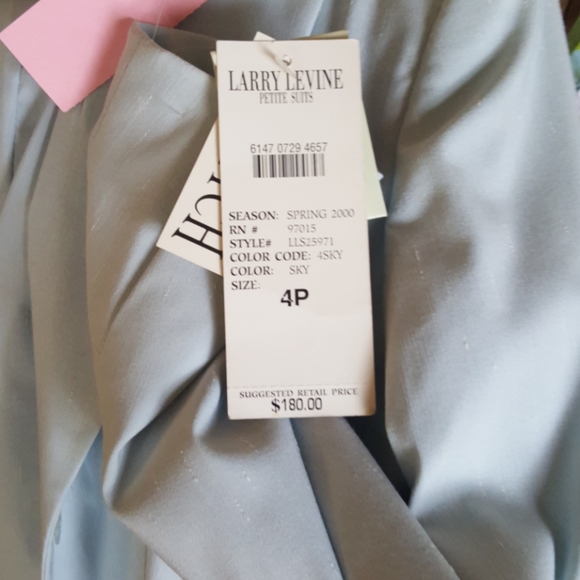 LARRY LEVINE
PETITE SUITS
6147 0729 4657
SEASON: SPRING 2000
RN # 97015
STYLE# LLS25971
COLOR CODE: 4SKY
COLOR: SKY
SIZE: 4P
SUGGESTED RETAIL PRICE
$180.00